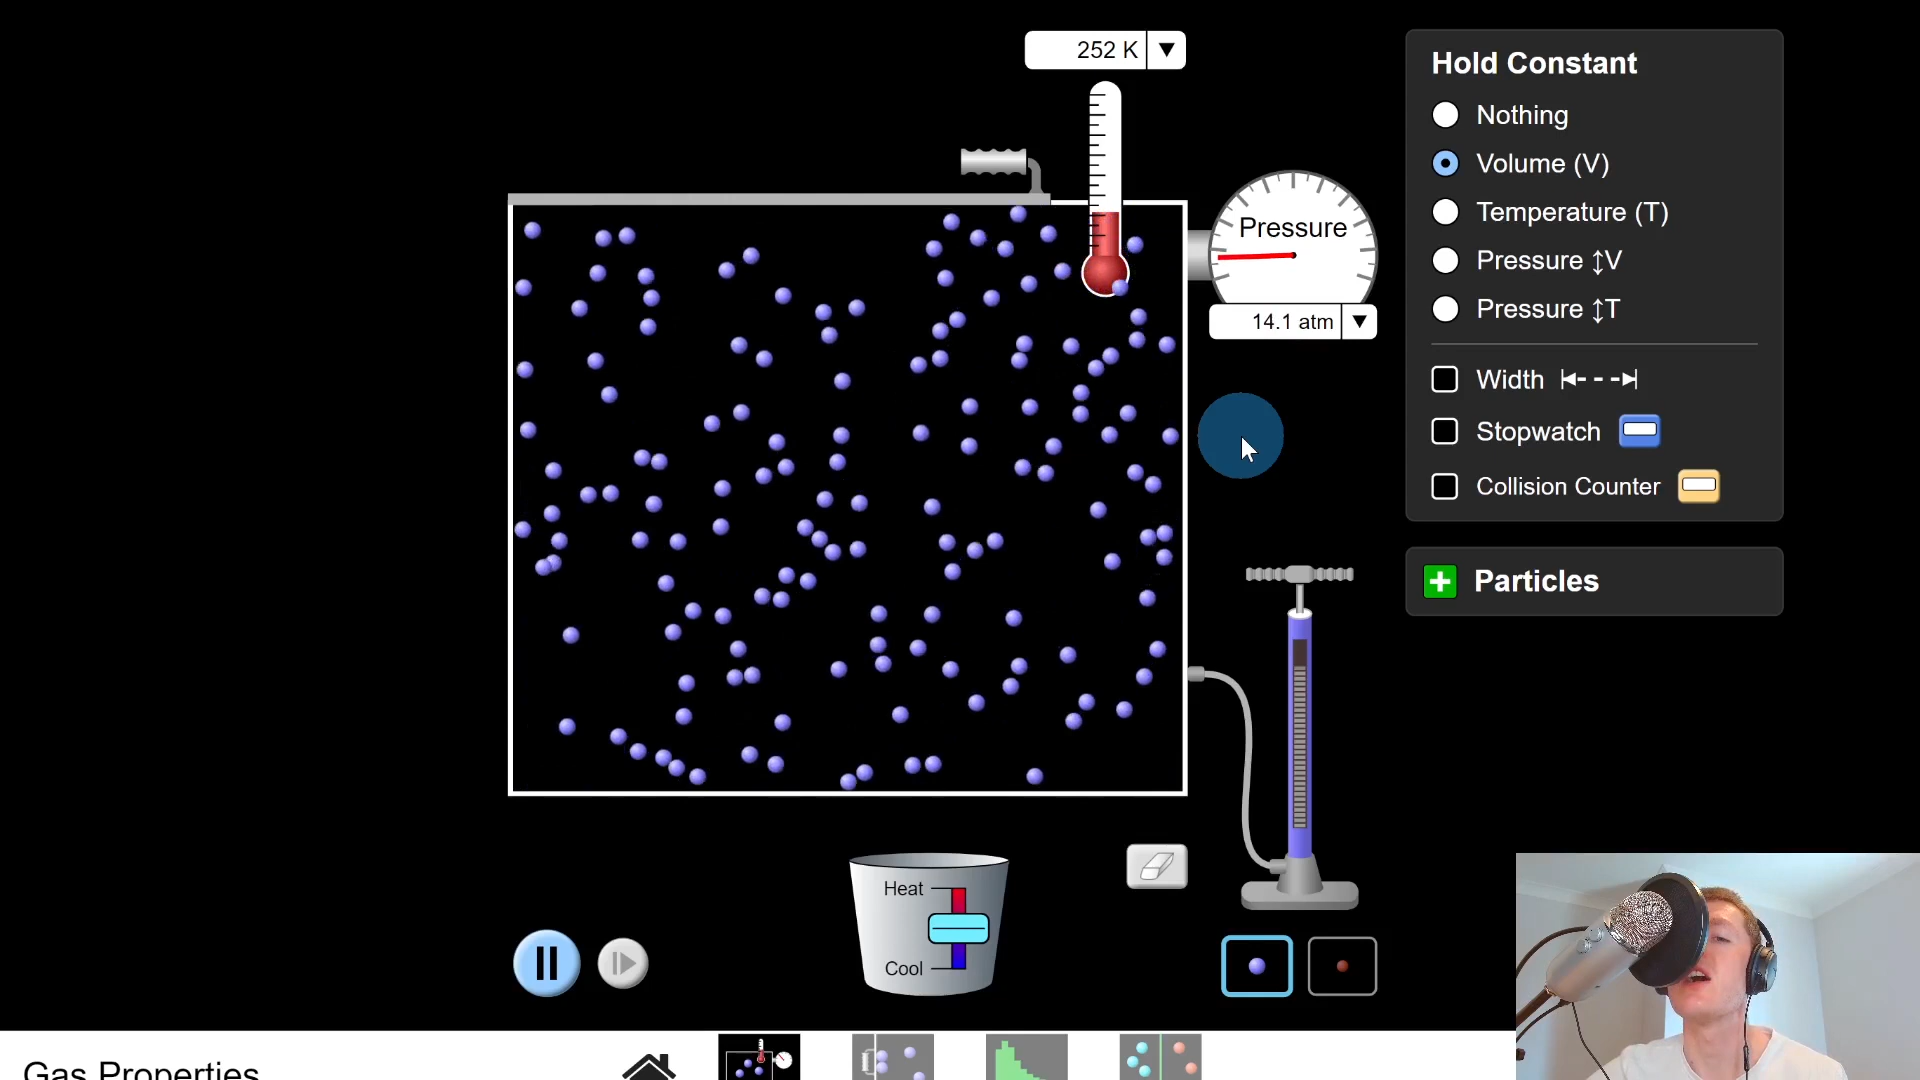 252 K
Hold Constant
Nothing
Volume (V)
Temperature (T)
Pressure ↕V
Pressure ↕T
Width
Stopwatch
Collision Counter
Particles
Pressure
14.1 atm
Heat
Cool
Gas Properties